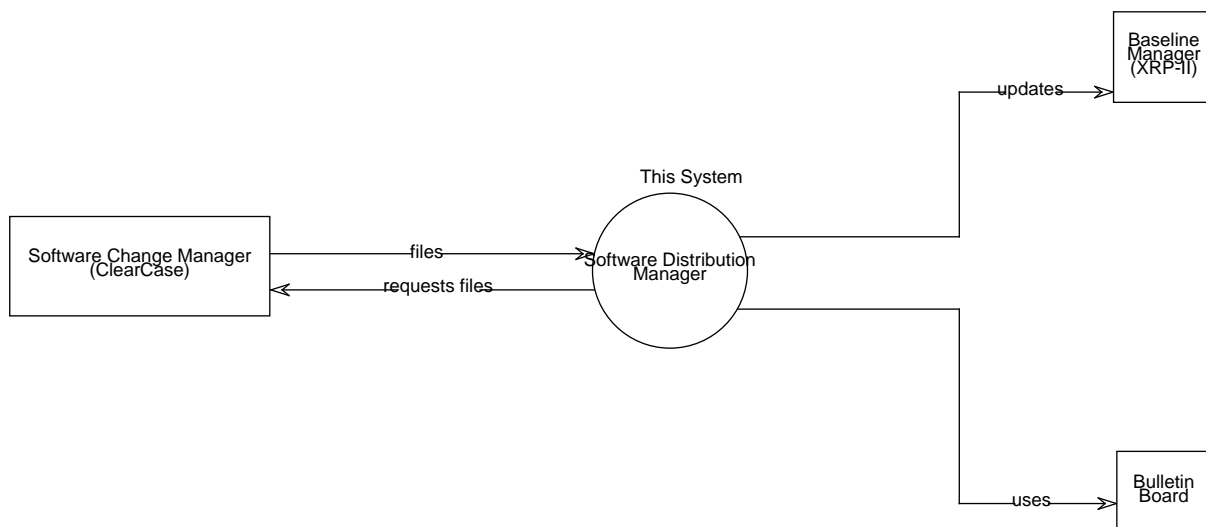 Baseline
Manager
(XRP-II)
updates
This System
Software Change Manager
(ClearCase)
files
requests files
Software Distribution
Manager
uses
Bulletin
Board